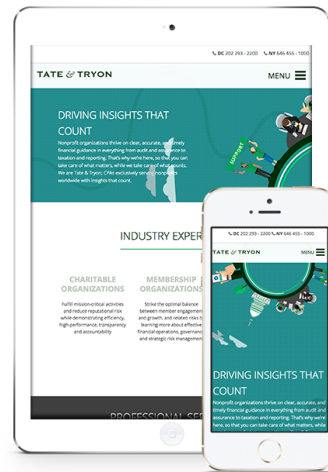 DC 202 293 - 2200 NY 646 455 - 1000
TATE & TRYON
MENU
DRIVING INSIGHTS THAT
COUNT
Nonprofit organizations thrive on clear, accurate, and timely
financial guidance in everything from audit and assurance to
taxation and reporting. That's why we're here, so that you can
take care of what matters, while we take care of what counts.
We are Tate & Tryon; CPAs exclusively serving nonprofits
worldwide with insights that count.
SUPPORT
INDUSTRY EXPER
CHARITABLE
ORGANIZATIONS
Fulfill mission-critical activities
and reduce reputational risk
while demonstrating efficiency,
high-performance, transparency
and accountability
MEMBERSHIP
ORGANIZATIONS
Strike the optimal balance
between member engagement
and growth, and related risks by
learning more about effective
financial operations, governance
and strategic risk management
PROFESSIONAL SER
DC 202 293 - 2200 NY 646 455 - 1000
TATE & TRYON
MENU
DRIVING INSIGHTS THAT
COUNT
Nonprofit organizations thrive on clear, accurate, and
timely financial guidance in everything from audit and
assurance to taxation and reporting. That's why we're
here, so that you can take care of what matters, while